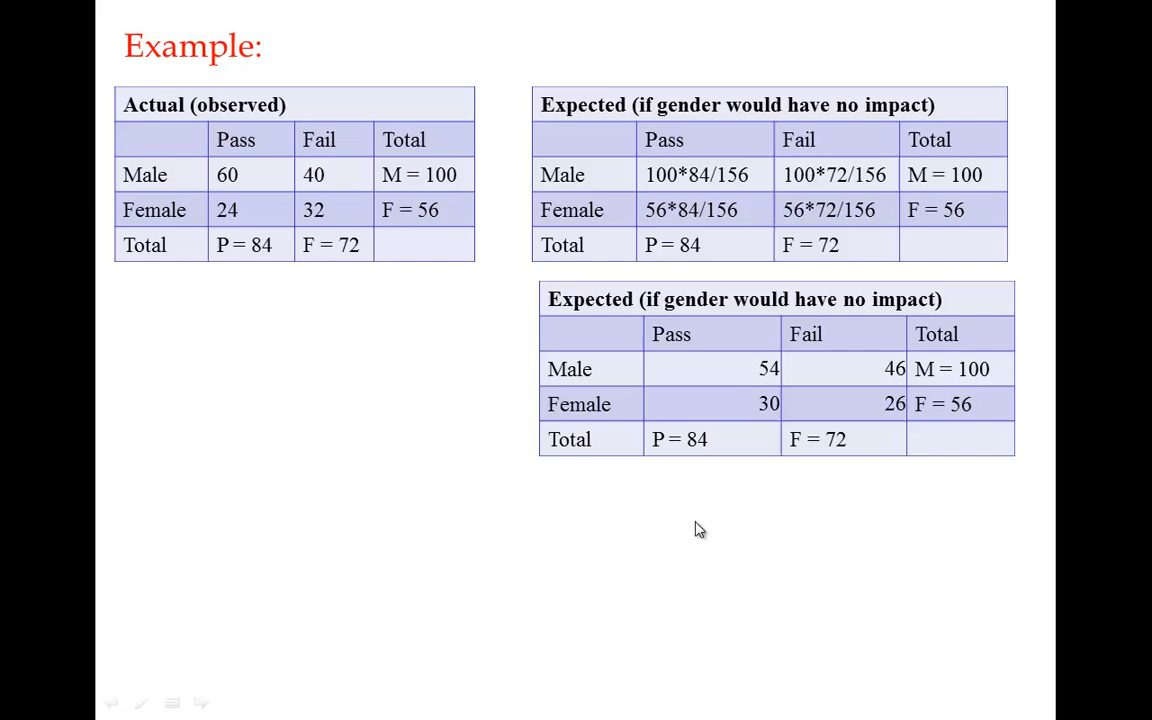 Example:
Actual (observed)
Pass Fail Total
Male 60 40 M = 100
Female 24 32 F = 56
Total P = 84 F = 72
Expected (if gender would have no impact)
Pass Fail Total
Male 100*84/156 100*72/156 M = 100
Female 56*84/156 56*72/156 F = 56
Total P = 84 F = 72
Expected (if gender would have no impact)
Pass Fail Total
Male 54 46 M = 100
Female 30 26 F = 56
Total P = 84 F = 72